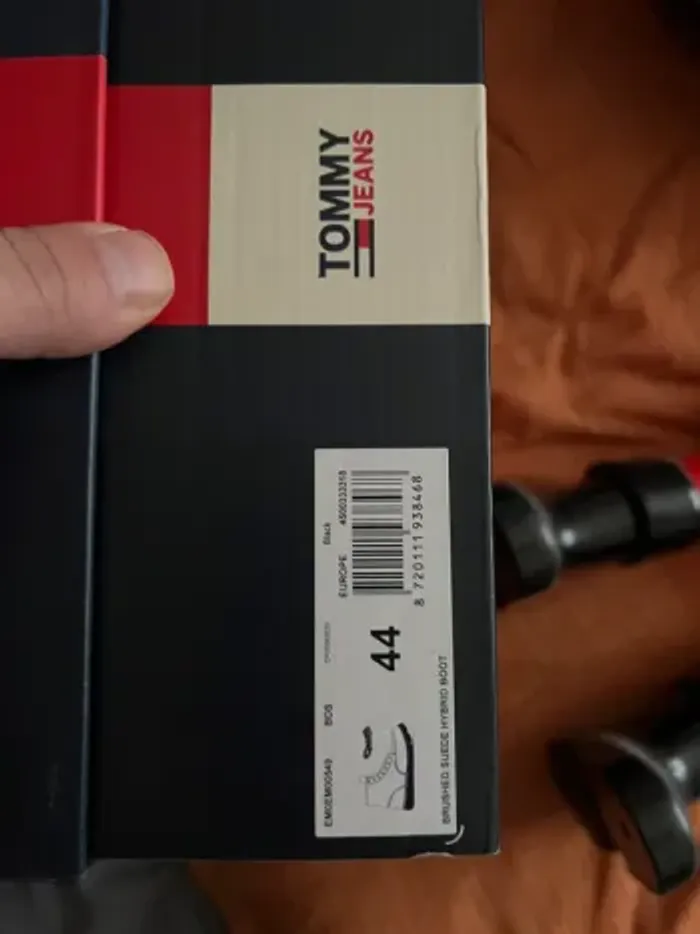 TOMMY
JEANS
EM0EM00549 BDS Black
EUROPE
44
8 720111 938468
BRUSHED SUEDE HYBRID BOOT